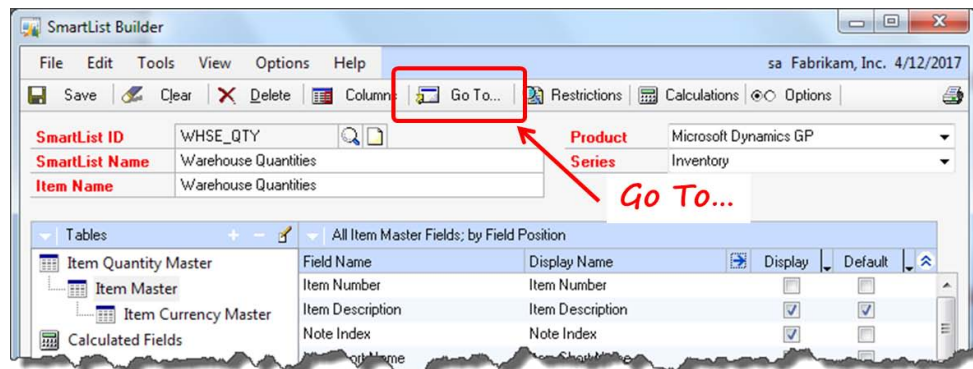 SmartList Builder
File Edit Tools View Options Help sa Fabrikam, Inc. 4/12/2017
Save Clear Delete Columns Go To... Restrictions Calculations Options
SmartList ID WHSE_QTY Product Microsoft Dynamics GP
SmartList Name Warehouse Quantities Series Inventory
Item Name Warehouse Quantities
Go To...
Tables All Item Master Fields; by Field Position
Item Quantity Master Field Name Display Name Display Default
Item Master Item Number Item Number
Item Currency Master Item Description Item Description
Calculated Fields Note Index Note Index